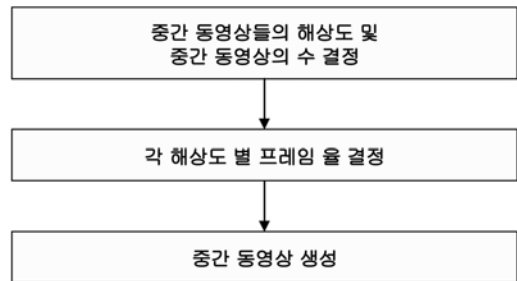 중간 동영상들의 해상도 및
중간 동영상의 수 결정
각 해상도 별 프레임 율 결정
중간 동영상 생성